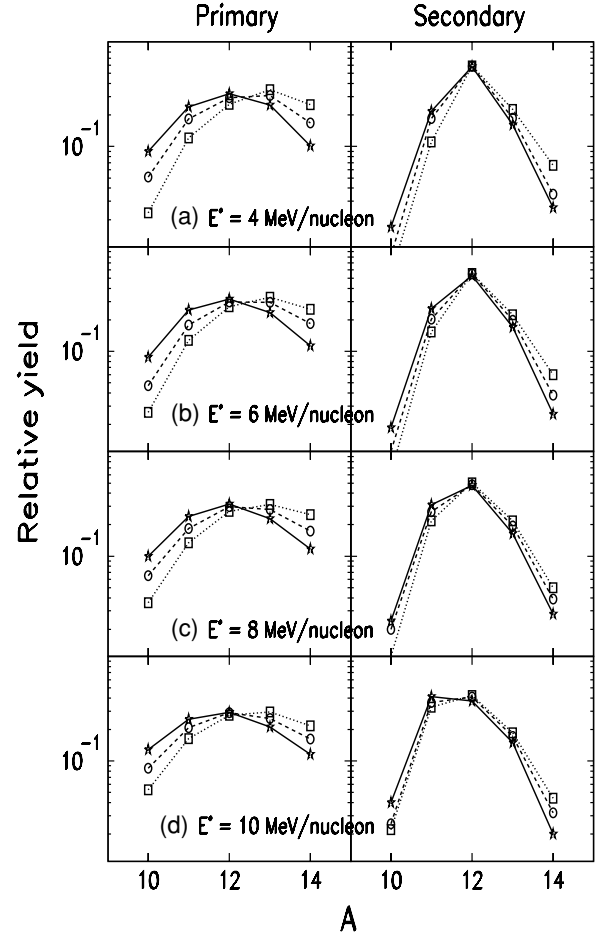 Primary Secondary
10⁻¹
(a) E* = 4 MeV/nucleon
10⁻¹
(b) E* = 6 MeV/nucleon
10⁻¹
(c) E* = 8 MeV/nucleon
10⁻¹
(d) E* = 10 MeV/nucleon
10 12 14 10 12 14
A
Relative yield